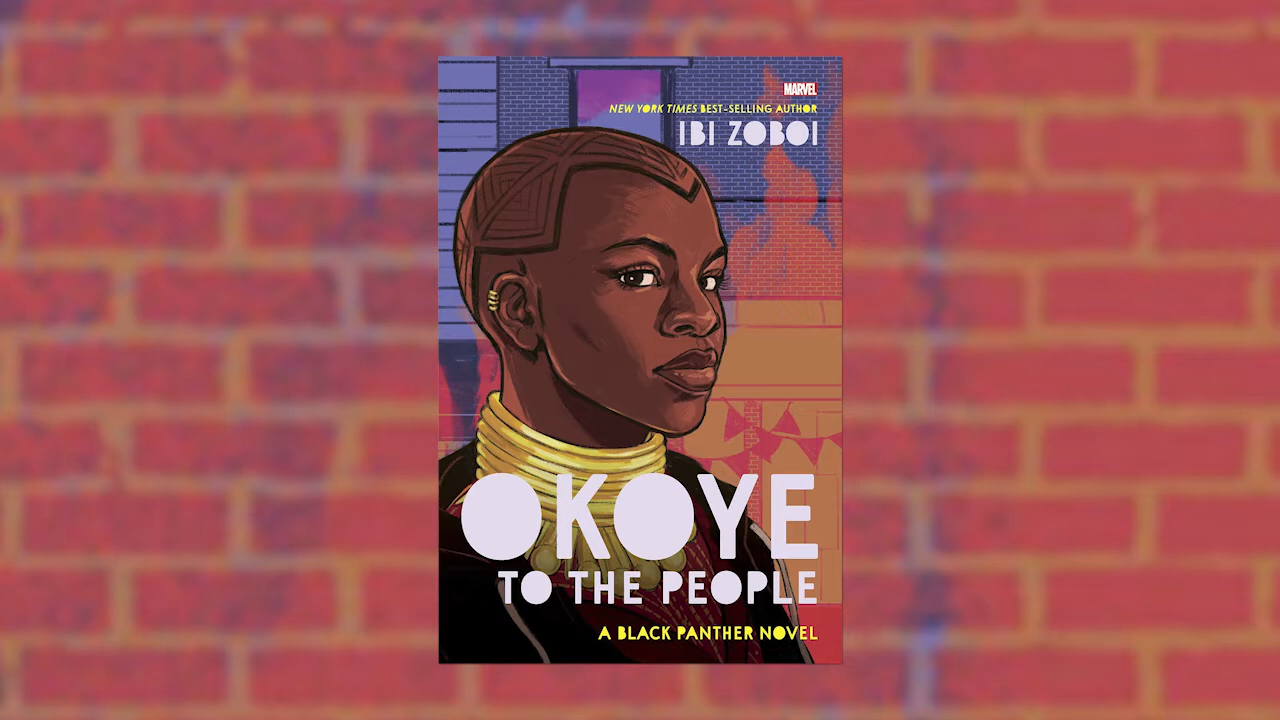 MARVEL
NEW YORK TIMES BEST-SELLING AUTHOR
IBI ZOBOI
OKOYE
TO THE PEOPLE
A BLACK PANTHER NOVEL